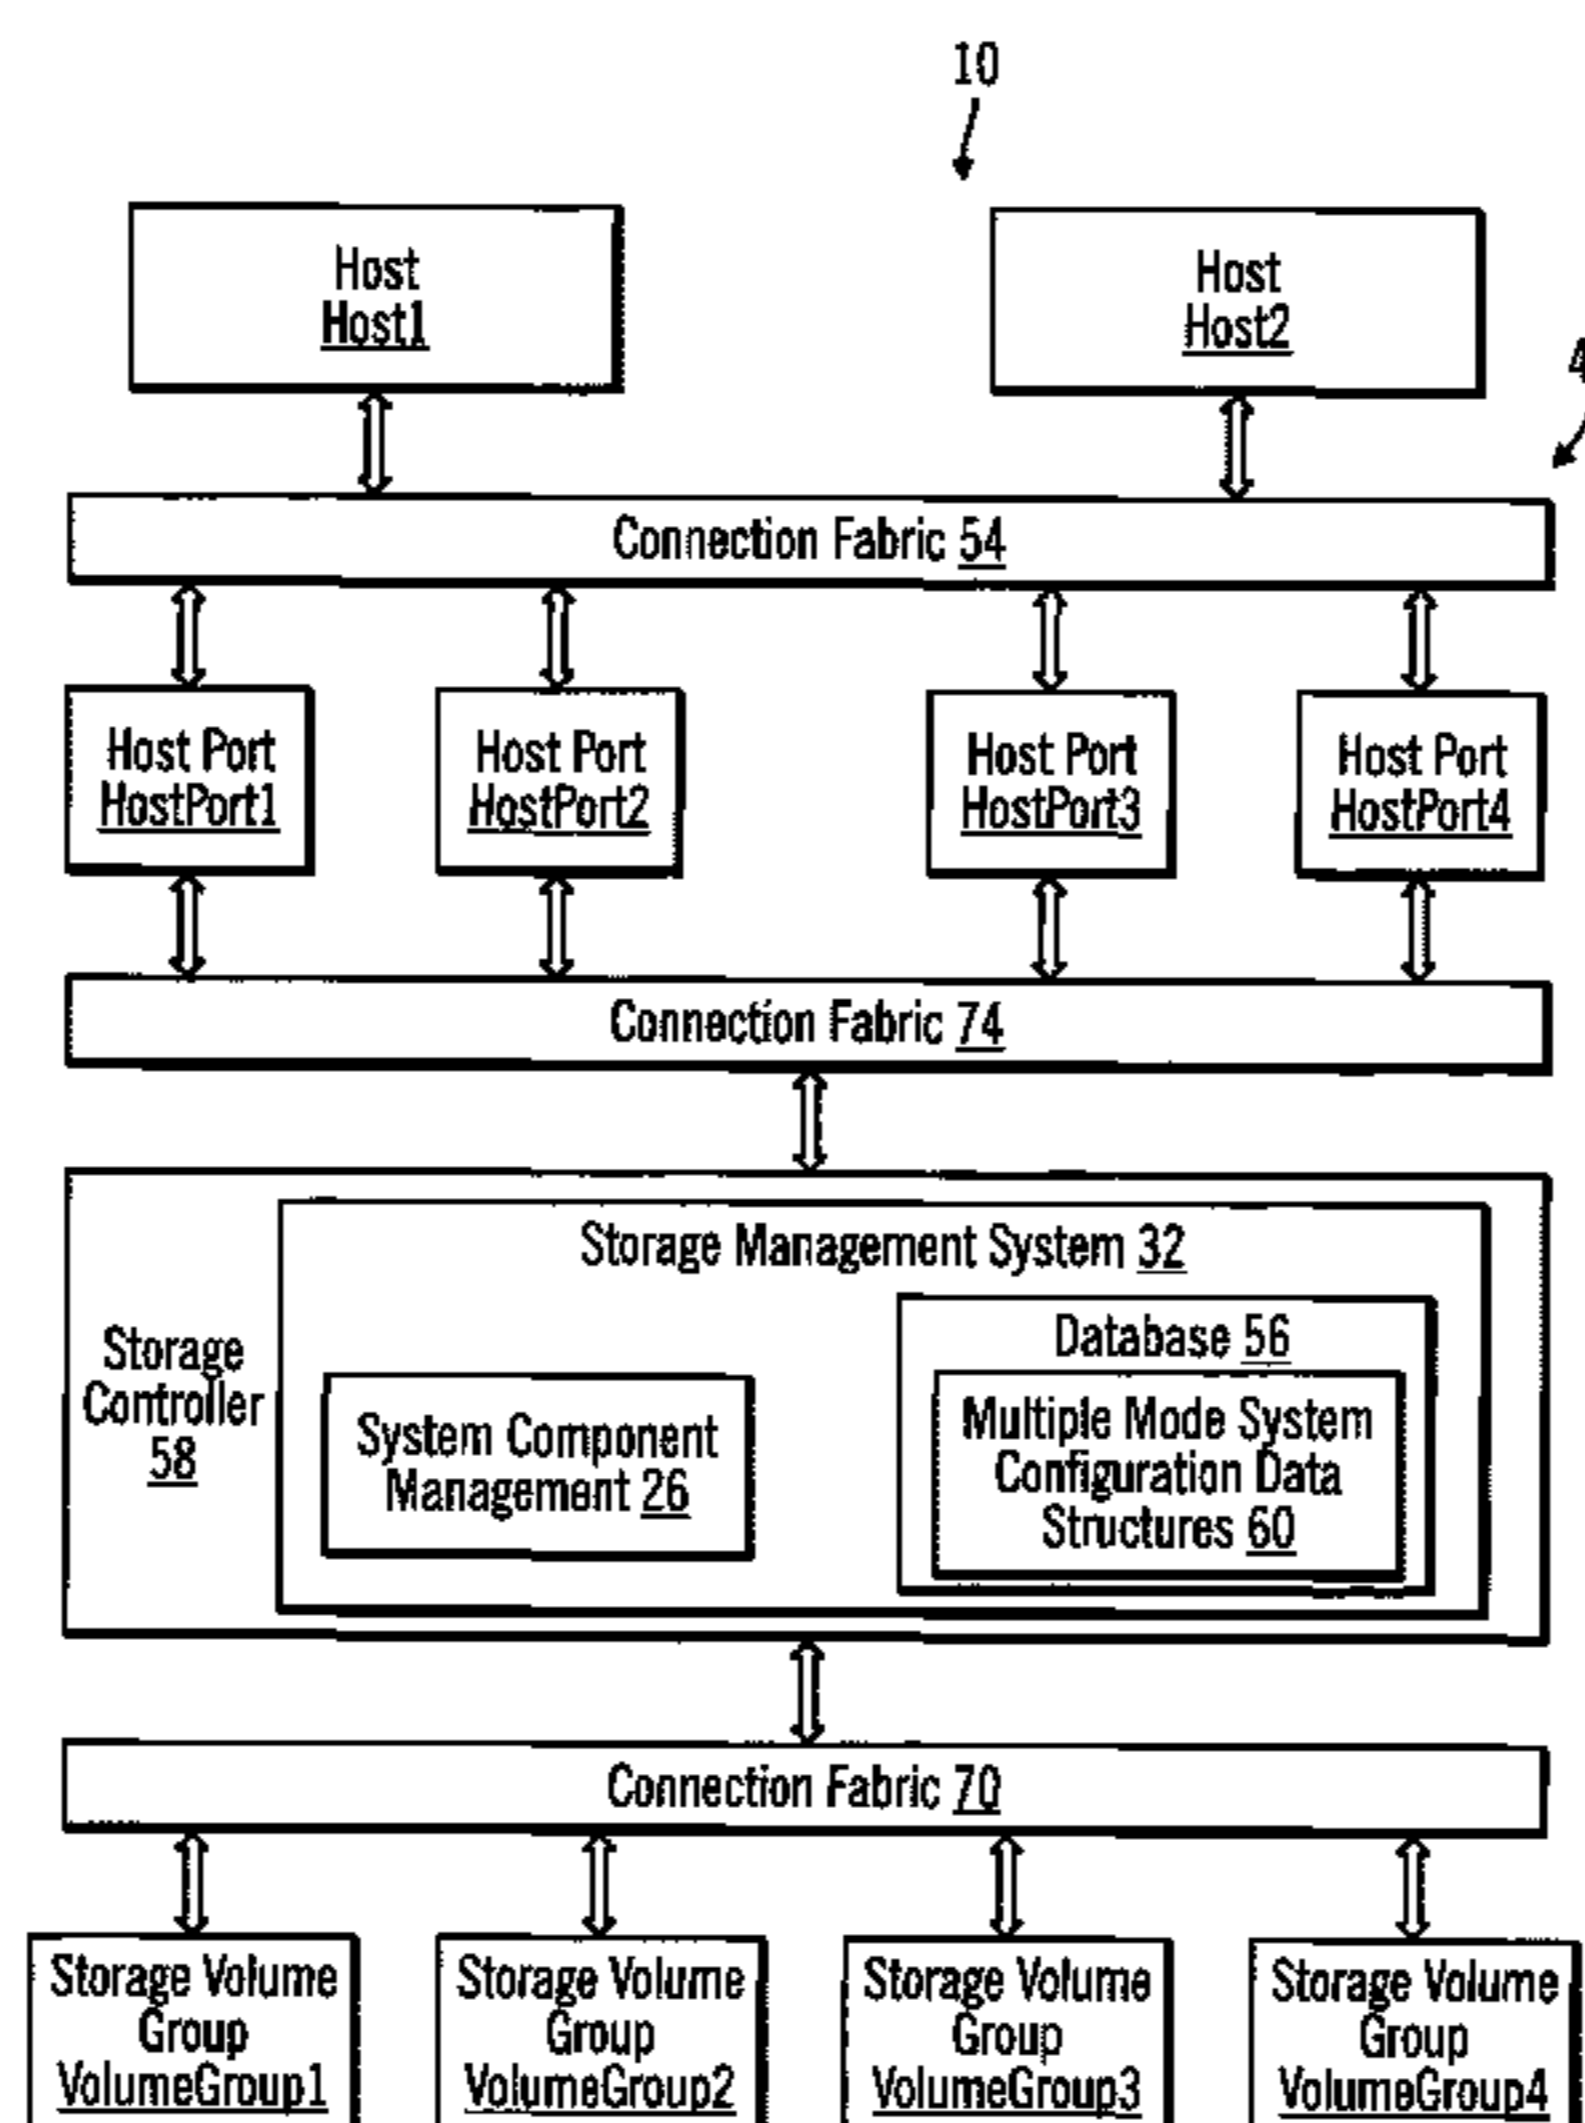 10
Host
Host1
Host
Host2
4
Connection Fabric 54
Host Port
HostPort1
Host Port
HostPort2
Host Port
HostPort3
Host Port
HostPort4
Connection Fabric 74
Storage Management System 32
Storage
Controller
58
System Component
Management 26
Database 56
Multiple Mode System
Configuration Data
Structures 60
Connection Fabric 70
Storage Volume
Group
VolumeGroup1
Storage Volume
Group
VolumeGroup2
Storage Volume
Group
VolumeGroup3
Storage Volume
Group
VolumeGroup4